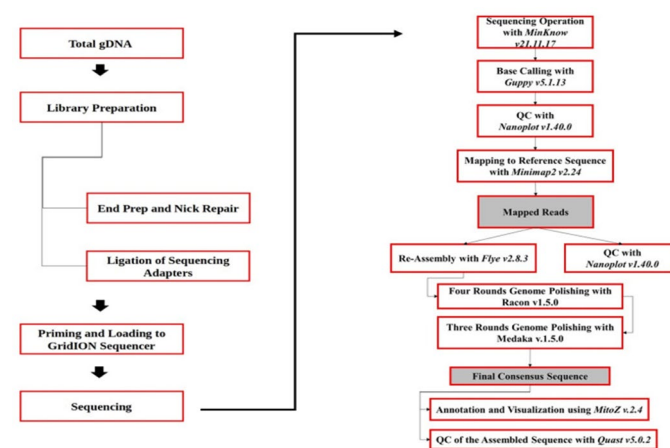 Total gDNA
Library Preparation
End Prep and Nick Repair
Ligation of Sequencing
Adapters
Priming and Loading to
GridION Sequencer
Sequencing
Sequencing Operation
with MinKnow
v21.11.17
Base Calling with
Guppy v5.1.13
QC with
Nanoplot v1.40.0
Mapping to Reference Sequence
with Minimap2 v2.24
Mapped Reads
Re-Assembly with Flye v2.8.3
QC with
Nanoplot v1.40.0
Four Rounds Genome Polishing with
Racon v1.5.0
Three Rounds Genome Polishing with
Medaka v.1.5.0
Final Consensus Sequence
Annotation and Visualization using MitoZ v.2.4
QC of the Assembled Sequence with Quast v5.0.2